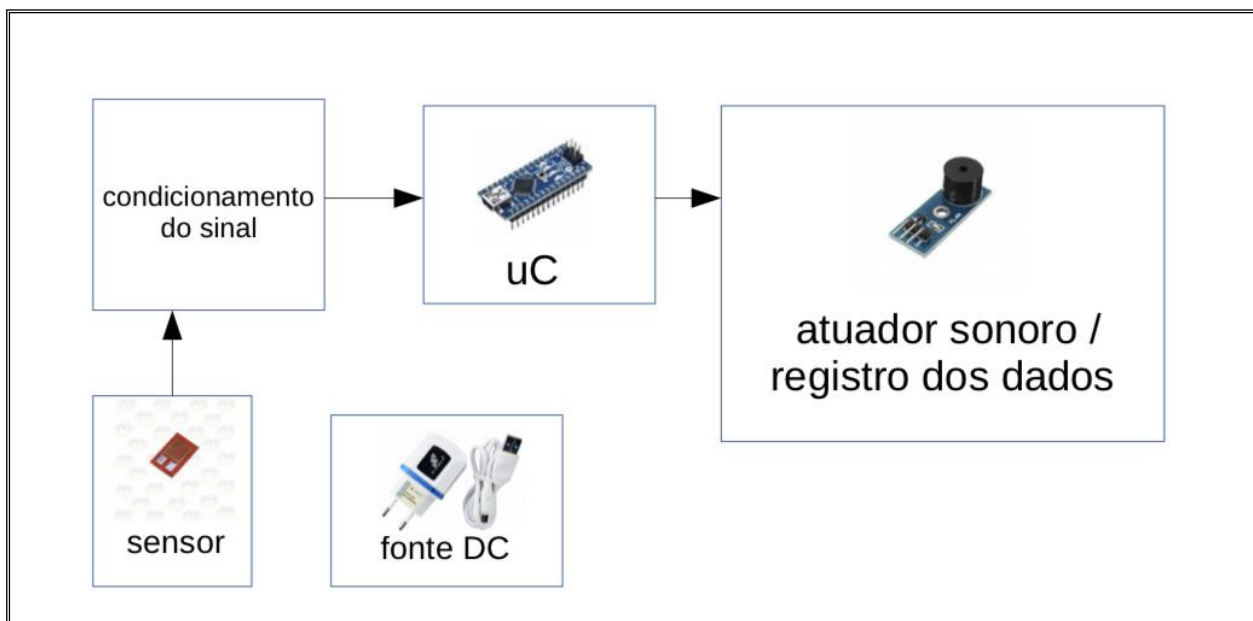 condicionamento
do sinal
uC
atuador sonoro /
registro dos dados
sensor
fonte DC